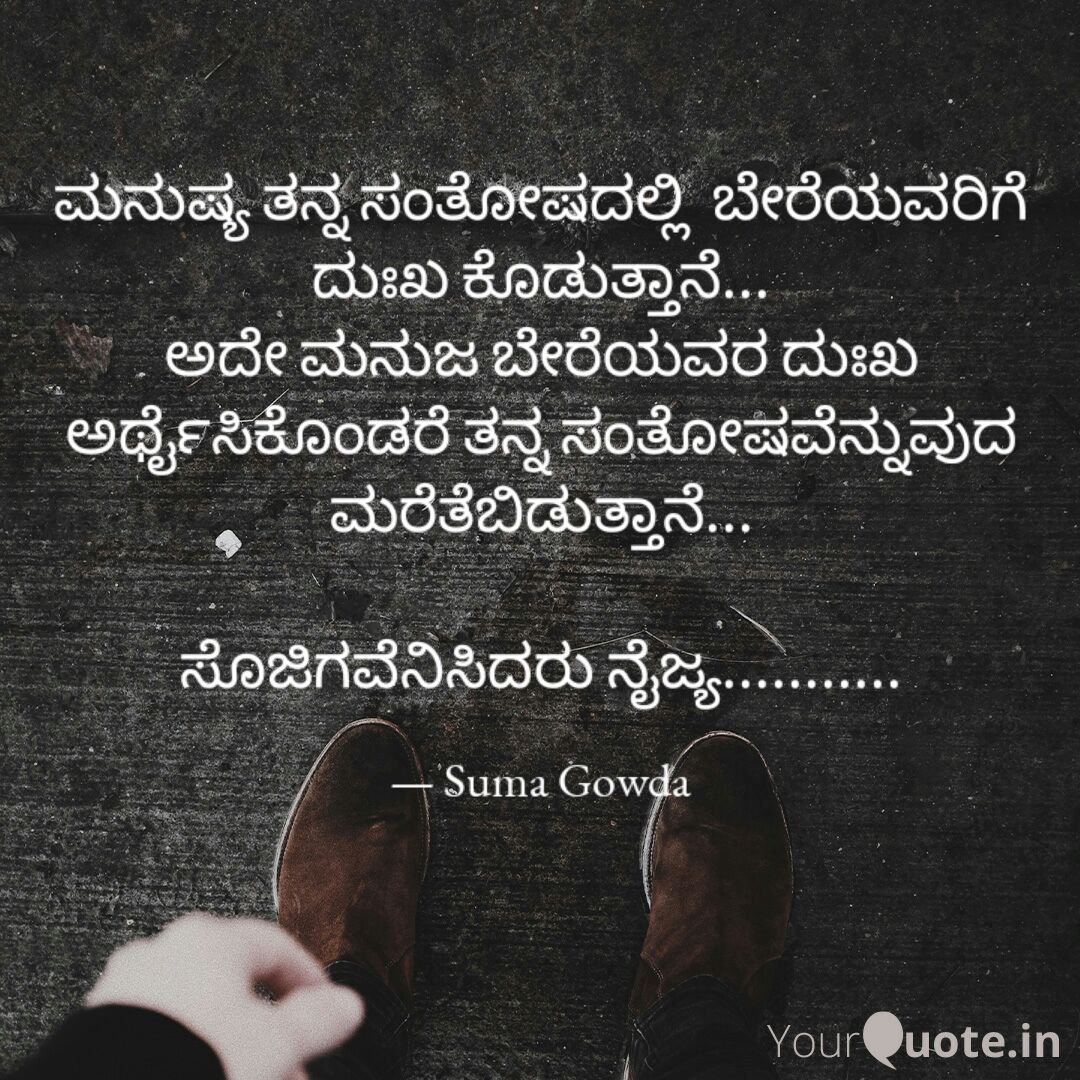 ಮನುಷ್ಯ ತನ್ನ ಸಂತೋಷದಲ್ಲಿ ಬೇರೆಯವರಿಗೆ
ದುಃಖ ಕೊಡುತ್ತಾನೆ...
ಅದೇ ಮನುಜ ಬೇರೆಯವರ ದುಃಖ
ಅರ್ಥೈಸಿಕೊಂಡರೆ ತನ್ನ ಸಂತೋಷವೆನ್ನುವುದ
ಮರೆತೆಬಿಡುತ್ತಾನೆ...
ಸೊಜಿಗವೆನಿಸಿದರು ನೈಜ್ಯ...........
— Suma Gowda
YourQuote.in